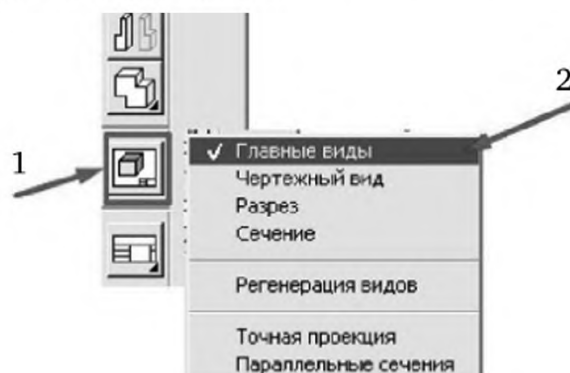 1
2
Главные виды
Чертежный вид
Разрез
Сечение
Регенерация видов
Точная проекция
Параллельные сечения